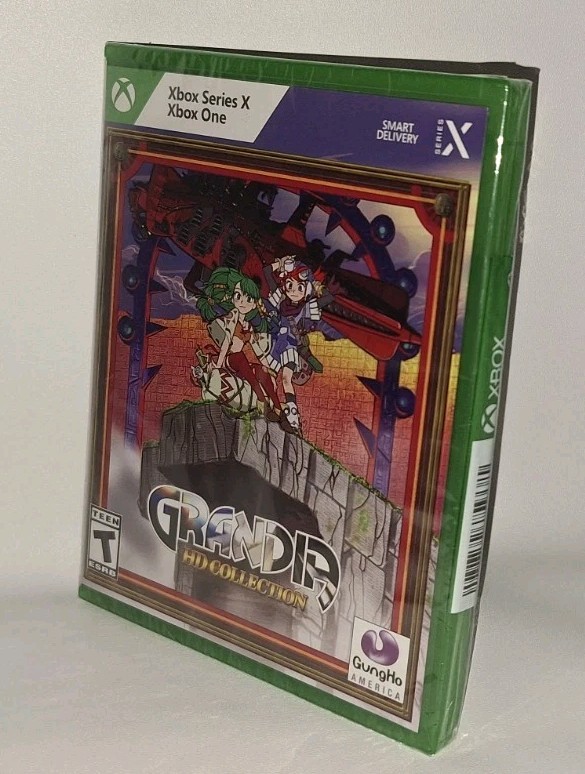 Xbox Series X
Xbox One
SMART
DELIVERY
SERIES X
XBOX
GRANDIA
HD COLLECTION
TEEN
T
ESRB
GungHo
AMERICA